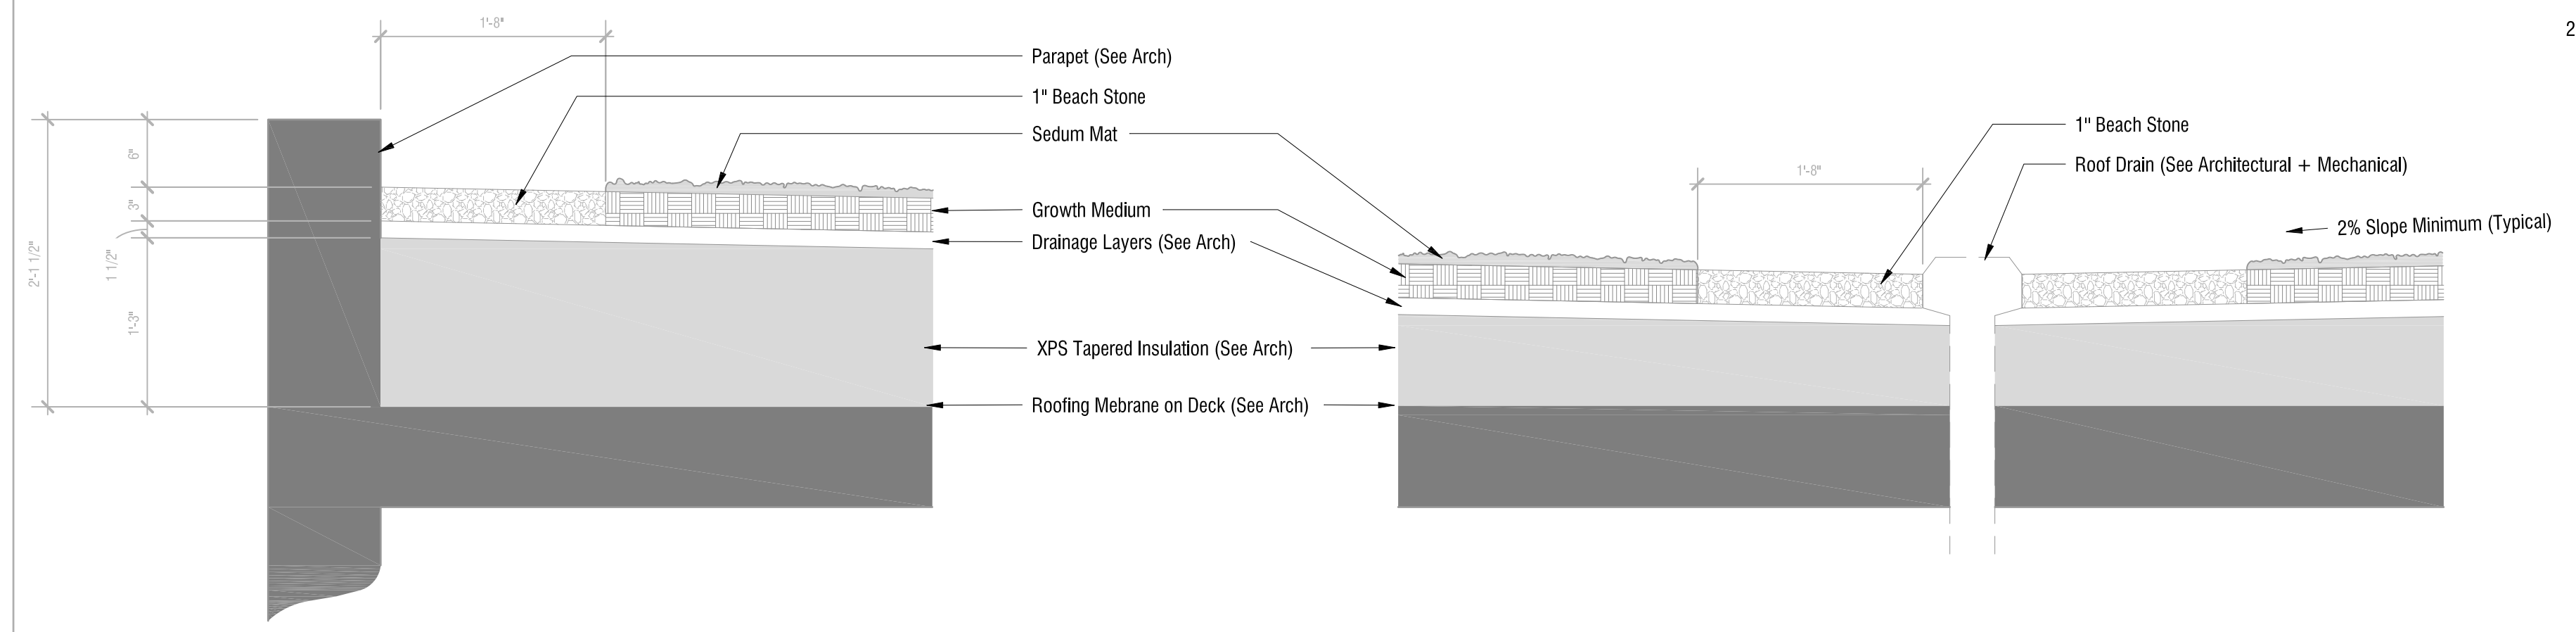 1'-8"
2
Parapet (See Arch)
1" Beach Stone
Sedum Mat
Growth Medium
Drainage Layers (See Arch)
XPS Tapered Insulation (See Arch)
Roofing Mebrane on Deck (See Arch)
6"
3"
1 1/2"
1'-3"
2'-1 1/2"
1'-8"
1" Beach Stone
Roof Drain (See Architectural + Mechanical)
2% Slope Minimum (Typical)